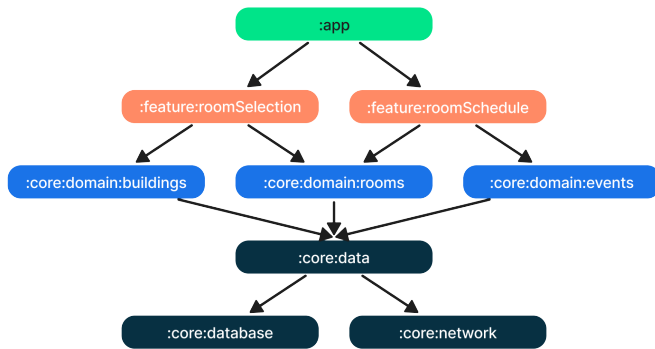 :app
:feature:roomSelection
:feature:roomSchedule
:core:domain:buildings
:core:domain:rooms
:core:domain:events
:core:data
:core:database
:core:network